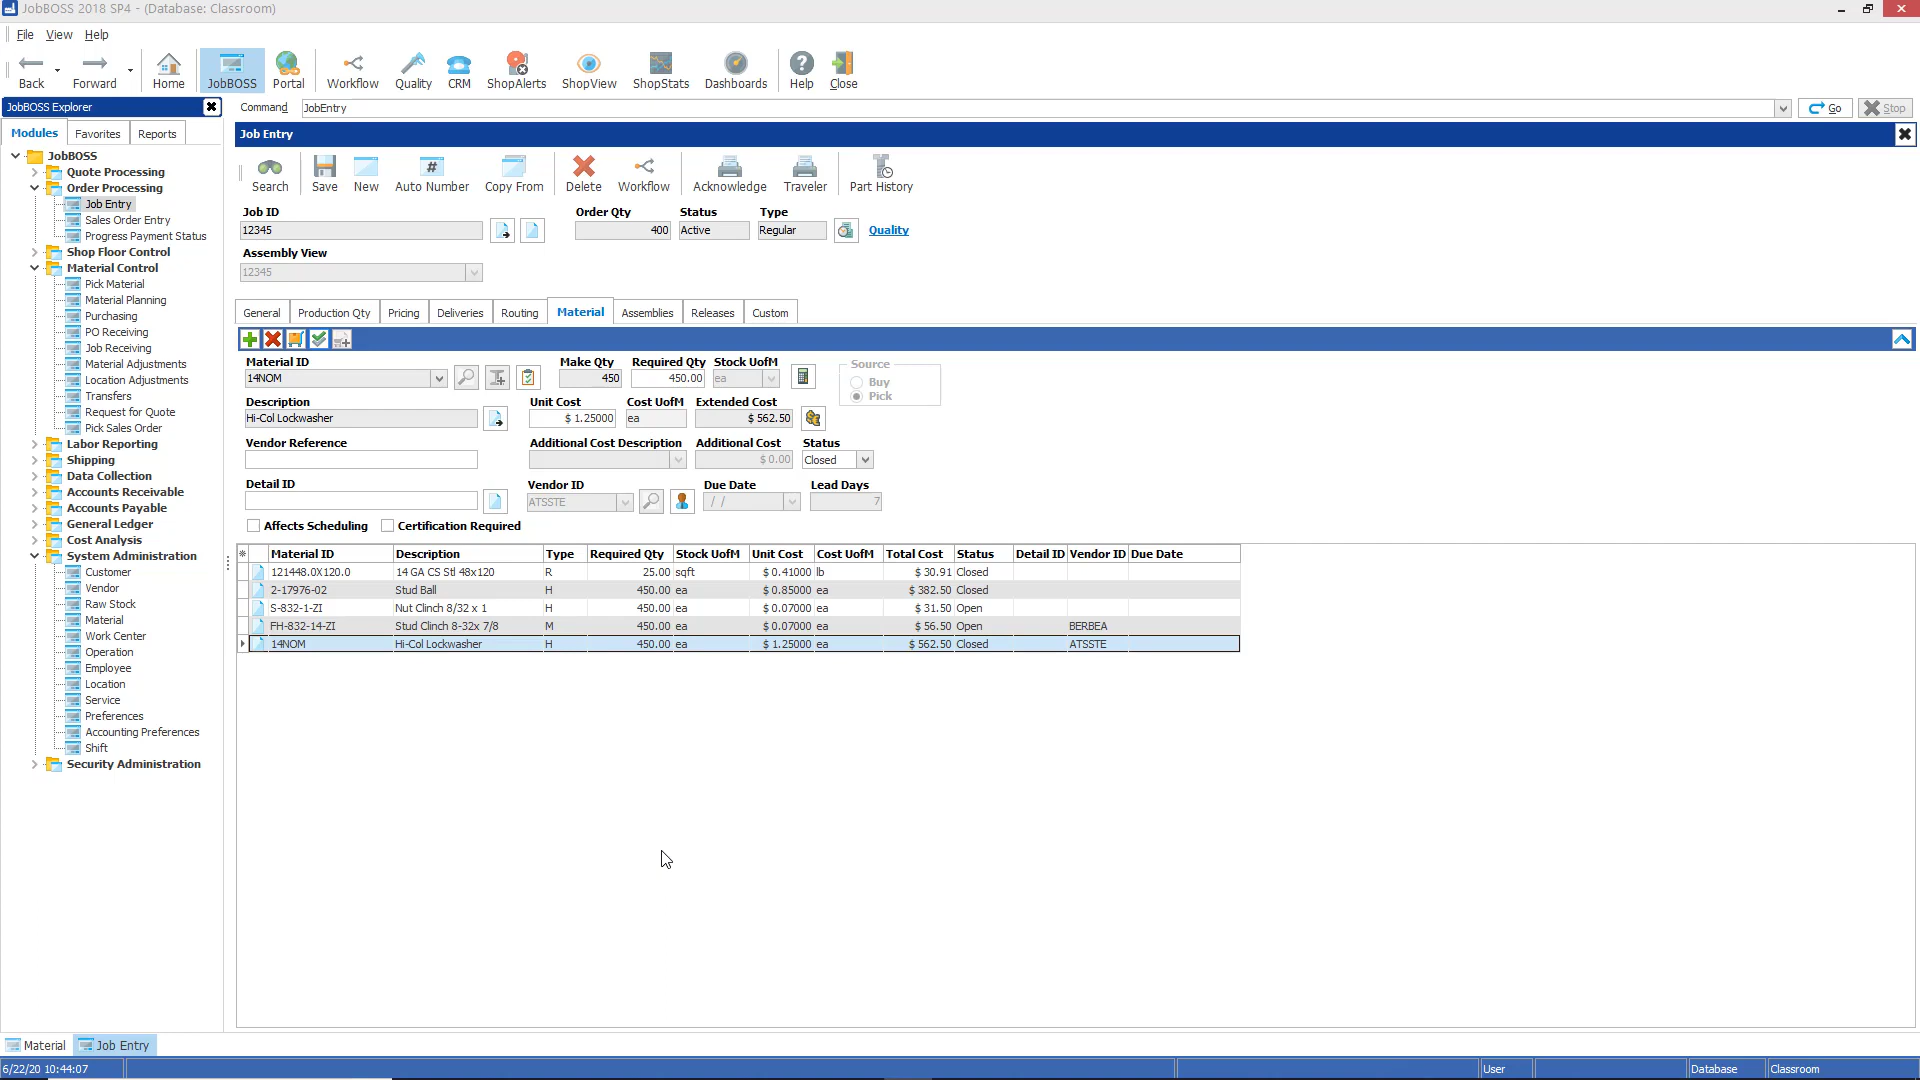 JobBOSS 2018 SP4 - (Database: Classroom)
File View Help
Back Forward Home JobBOSS Portal Workflow Quality CRM ShopAlerts ShopView ShopStats Dashboards Help Close
JobBOSS Explorer
Command JobEntry Go Stop
Modules Favorites Reports
Job Entry
JobBOSS
Quote Processing
Order Processing
Job Entry
Sales Order Entry
Progress Payment Status
Shop Floor Control
Material Control
Pick Material
Material Planning
Purchasing
PO Receiving
Job Receiving
Material Adjustments
Location Adjustments
Transfers
Request for Quote
Pick Sales Order
Labor Reporting
Shipping
Data Collection
Accounts Receivable
Accounts Payable
General Ledger
Cost Analysis
System Administration
Customer
Vendor
Raw Stock
Material
Work Center
Operation
Employee
Location
Service
Preferences
Accounting Preferences
Shift
Security Administration
Search Save New Auto Number Copy From Delete Workflow Acknowledge Traveler Part History
Job ID Order Qty Status Type
12345 400 Active Regular Quality
Assembly View
12345
General Production Qty Pricing Deliveries Routing Material Assemblies Releases Custom
Material ID Make Qty Required Qty Stock UofM Source
14NOM 450 450.00 ea Buy
Pick
Description Unit Cost Cost UofM Extended Cost
Hi-Col Lockwasher $ 1.25000 ea $ 562.50
Vendor Reference Additional Cost Description Additional Cost Status
$ 0.00 Closed
Detail ID Vendor ID Due Date Lead Days
ATSSTE / / 7
Affects Scheduling Certification Required
Material ID Description Type Required Qty Stock UofM Unit Cost Cost UofM Total Cost Status Detail ID Vendor ID Due Date
121448.0X120.0 14 GA CS Stl 48x120 R 25.00 sqft $ 0.41000 lb $ 30.91 Closed
2-17976-02 Stud Ball H 450.00 ea $ 0.85000 ea $ 382.50 Closed
S-832-1-ZI Nut Clinch 8/32 x 1 H 450.00 ea $ 0.07000 ea $ 31.50 Open
FH-832-14-ZI Stud Clinch 8-32x 7/8 M 450.00 ea $ 0.07000 ea $ 56.50 Open BERBEA
14NOM Hi-Col Lockwasher H 450.00 ea $ 1.25000 ea $ 562.50 Closed ATSSTE
Material Job Entry
6/22/20 10:44:07 User Database Classroom